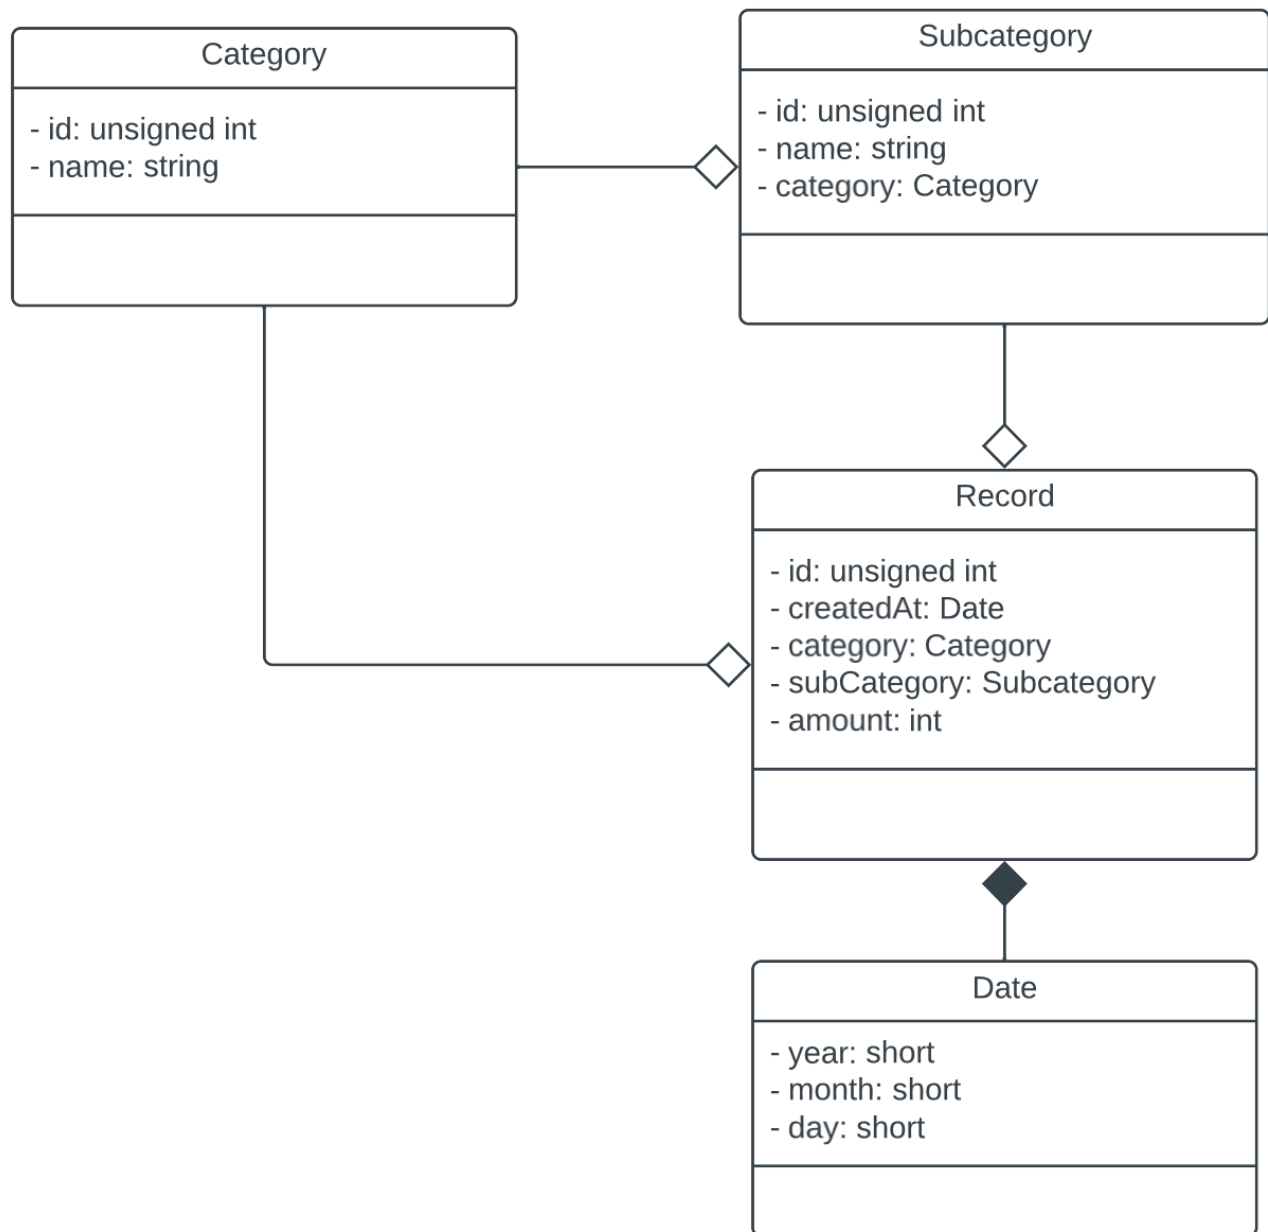 Category
- id: unsigned int
- name: string
Subcategory
- id: unsigned int
- name: string
- category: Category
Record
- id: unsigned int
- createdAt: Date
- category: Category
- subCategory: Subcategory
- amount: int
Date
- year: short
- month: short
- day: short